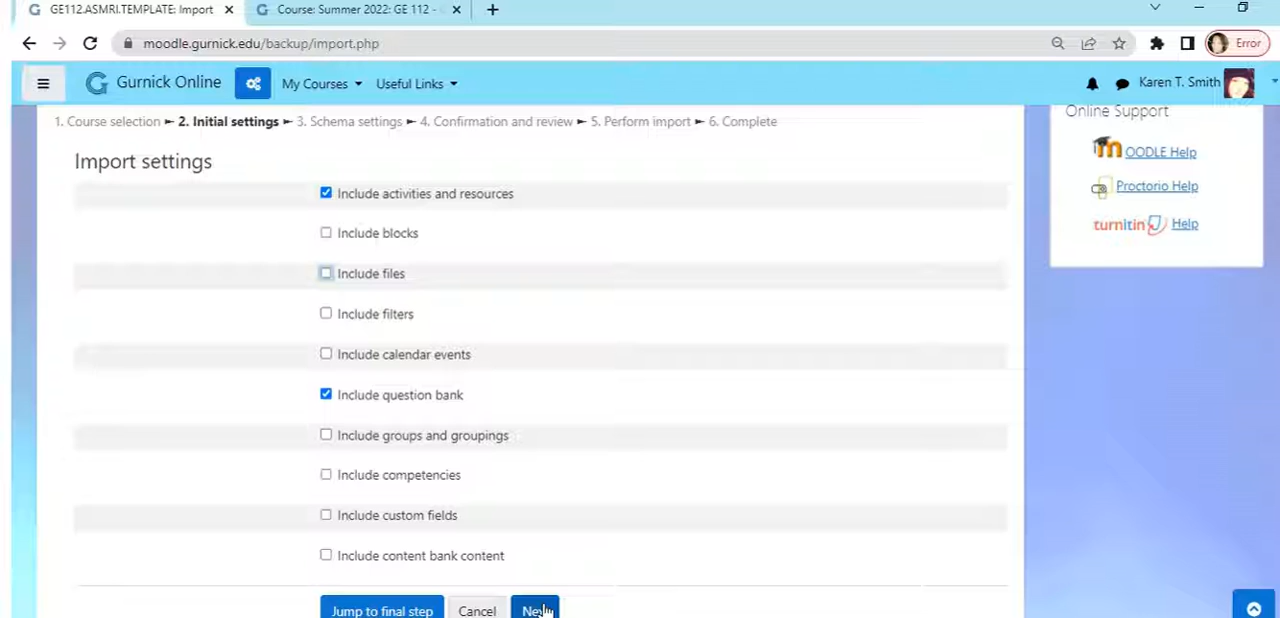 GE112.ASMRI.TEMPLATE: Import
Course: Summer 2022: GE 112 -
moodle.gurnick.edu/backup/import.php
Error
Gurnick Online
My Courses
Useful Links
Karen T. Smith
1. Course selection ► 2. Initial settings ► 3. Schema settings ► 4. Confirmation and review ► 5. Perform import ► 6. Complete
Online Support
Import settings
OODLE Help
Proctorio Help
turnitin Help
Include activities and resources
Include blocks
Include files
Include filters
Include calendar events
Include question bank
Include groups and groupings
Include competencies
Include custom fields
Include content bank content
Jump to final step
Cancel